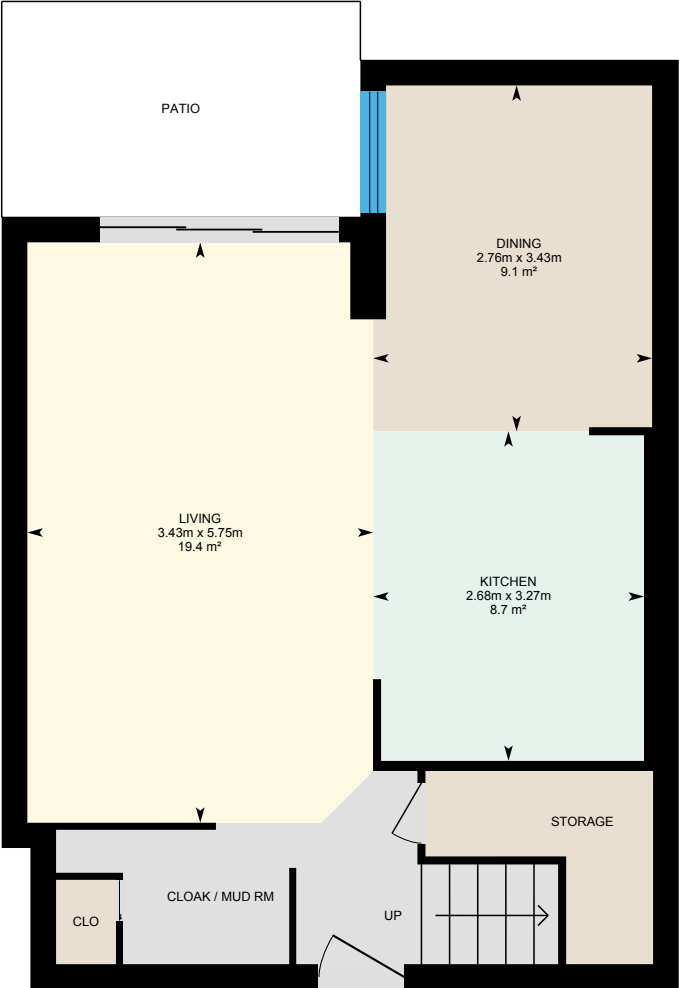 PATIO
DINING
2.76m x 3.43m
9.1 m²
LIVING
3.43m x 5.75m
19.4 m²
KITCHEN
2.68m x 3.27m
8.7 m²
STORAGE
CLOAK / MUD RM
CLO
UP